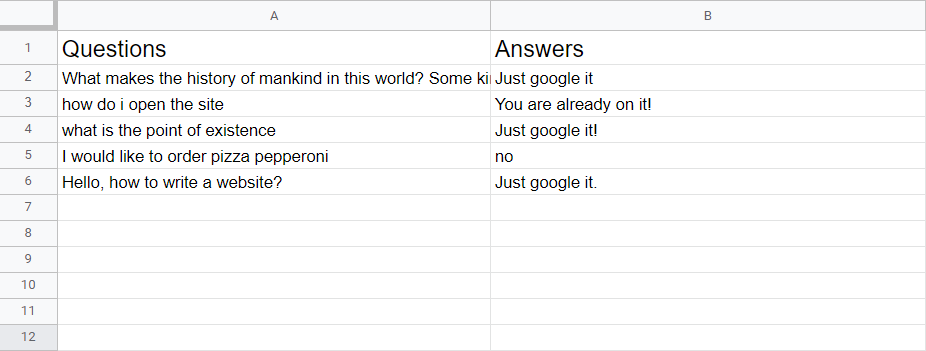 A B
1 Questions Answers
2 What makes the history of mankind in this world? Some Just google it
3 how do i open the site You are already on it!
4 what is the point of existence Just google it!
5 I would like to order pizza pepperoni no
6 Hello, how to write a website? Just google it.
7
8
9
10
11
12